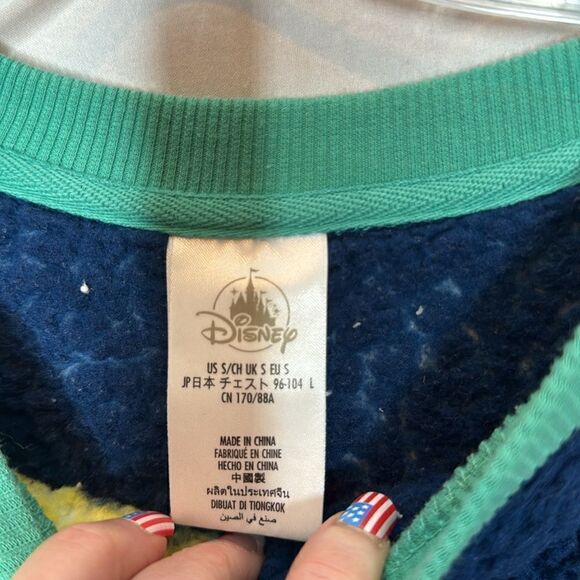 Disney
US S/CH UK S EU S
JP日本 チェスト 96-104 L
CN 170/88A
MADE IN CHINA
FABRIQUÉ EN CHINE
HECHO EN CHINA
中國製
ผลิตในประเทศจีน
DIBUAT DI TIONGKOK
صنع في الصين